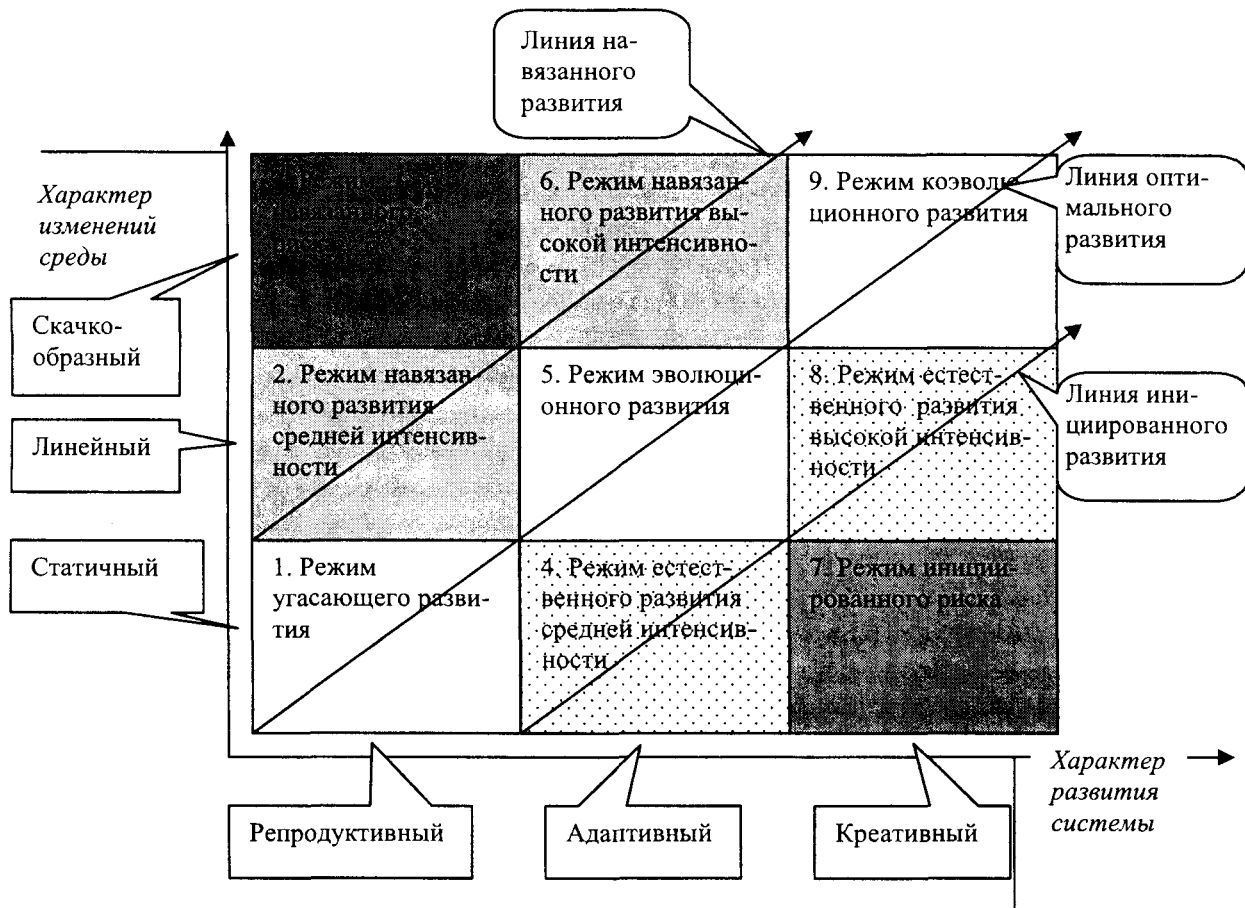 Линия на-
вязанного
развития
Характер
изменений
среды
Скачко-
образный
Линейный
Статичный
Режим
навязанного
6. Режим навязан-
ного развития вы-
сокой интенсивно-
сти
9. Режим коэволю-
ционного развития
Линия опти-
мального
развития
2. Режим навязан-
ного развития
средней интенсив-
ности
5. Режим эволюци-
онного развития
8. Режим естест-
венного развития
высокой интенсив-
ности
Линия ини-
циированного
развития
1. Режим
угасающего разви-
тия
4. Режим естест-
венного развития
средней интенсив-
ности
7. Режим иници-
рованного риска
Репродуктивный
Адаптивный
Креативный
Характер
развития
системы